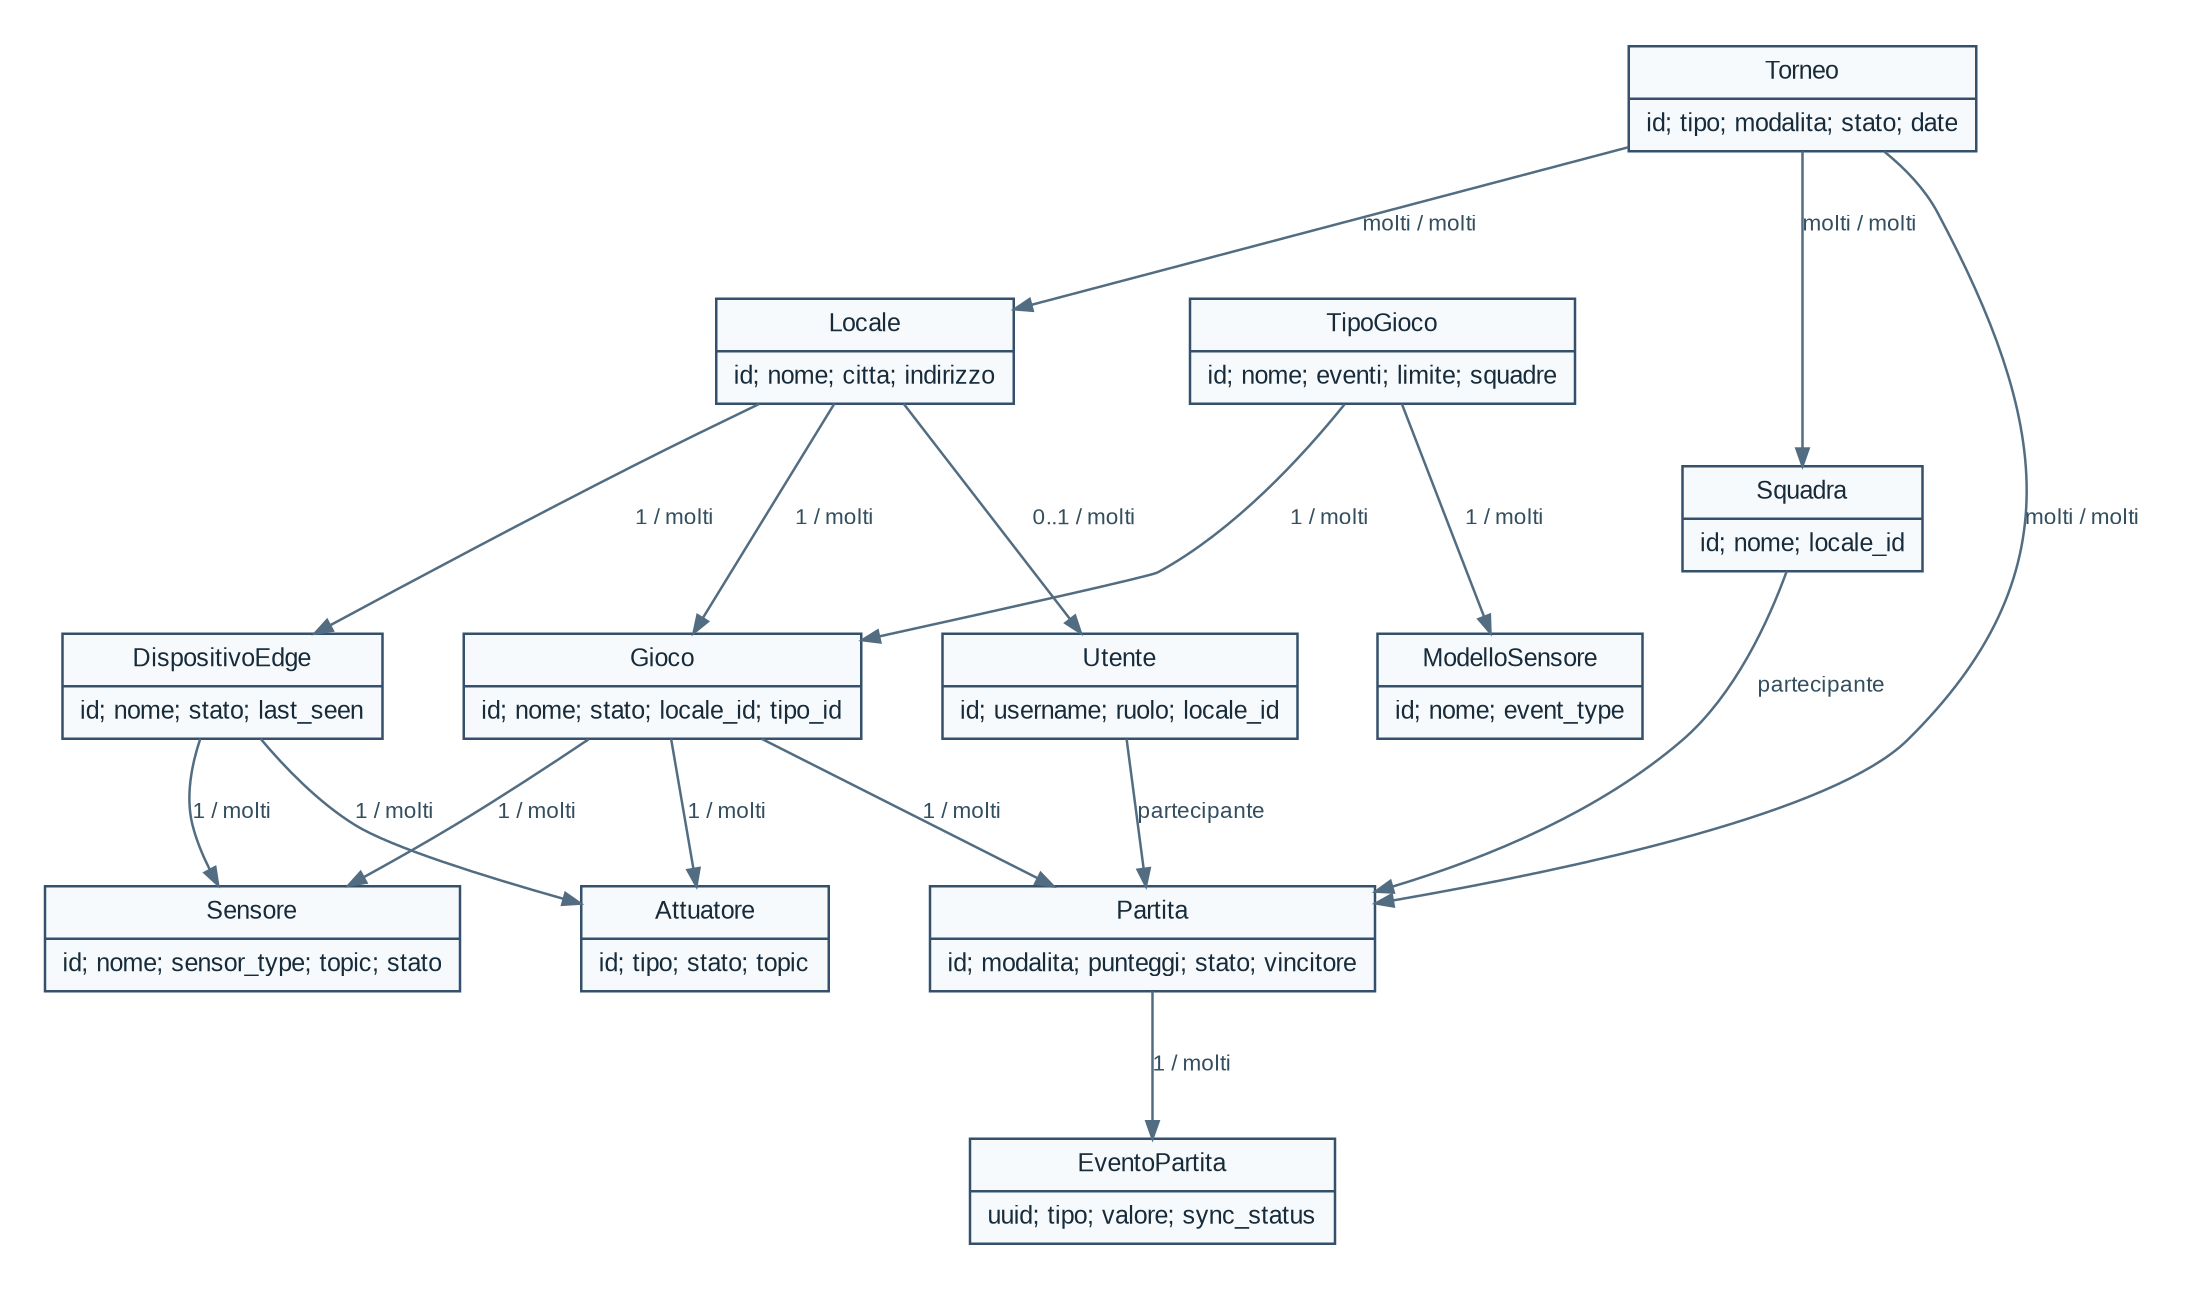 Torneo
id; tipo; modalita; stato; date
molti / molti
molti / molti
Locale
id; nome; citta; indirizzo
TipoGioco
id; nome; eventi; limite; squadre
Squadra
id; nome; locale_id
1 / molti
1 / molti
0..1 / molti
1 / molti
1 / molti
molti / molti
DispositivoEdge
id; nome; stato; last_seen
Gioco
id; nome; stato; locale_id; tipo_id
Utente
id; username; ruolo; locale_id
ModelloSensore
id; nome; event_type
partecipante
1 / molti
1 / molti
1 / molti
1 / molti
1 / molti
partecipante
Sensore
id; nome; sensor_type; topic; stato
Attuatore
id; tipo; stato; topic
Partita
id; modalita; punteggi; stato; vincitore
1 / molti
EventoPartita
uuid; tipo; valore; sync_status